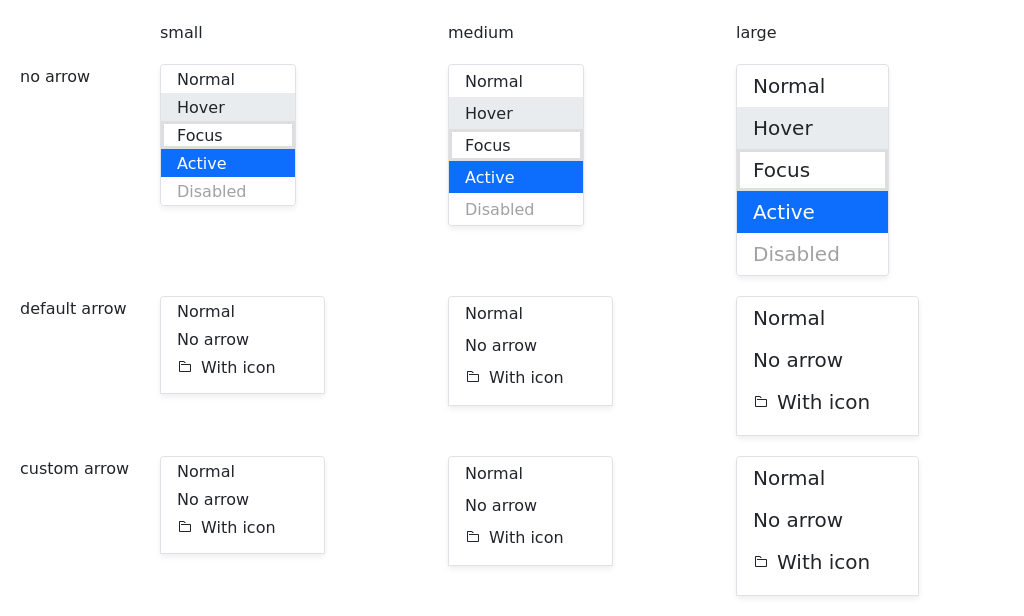 small medium large
no arrow
Normal Normal Normal
Hover Hover Hover
Focus Focus Focus
Active Active Active
Disabled Disabled Disabled
default arrow
Normal Normal Normal
No arrow No arrow No arrow
With icon With icon With icon
custom arrow
Normal Normal Normal
No arrow No arrow No arrow
With icon With icon With icon